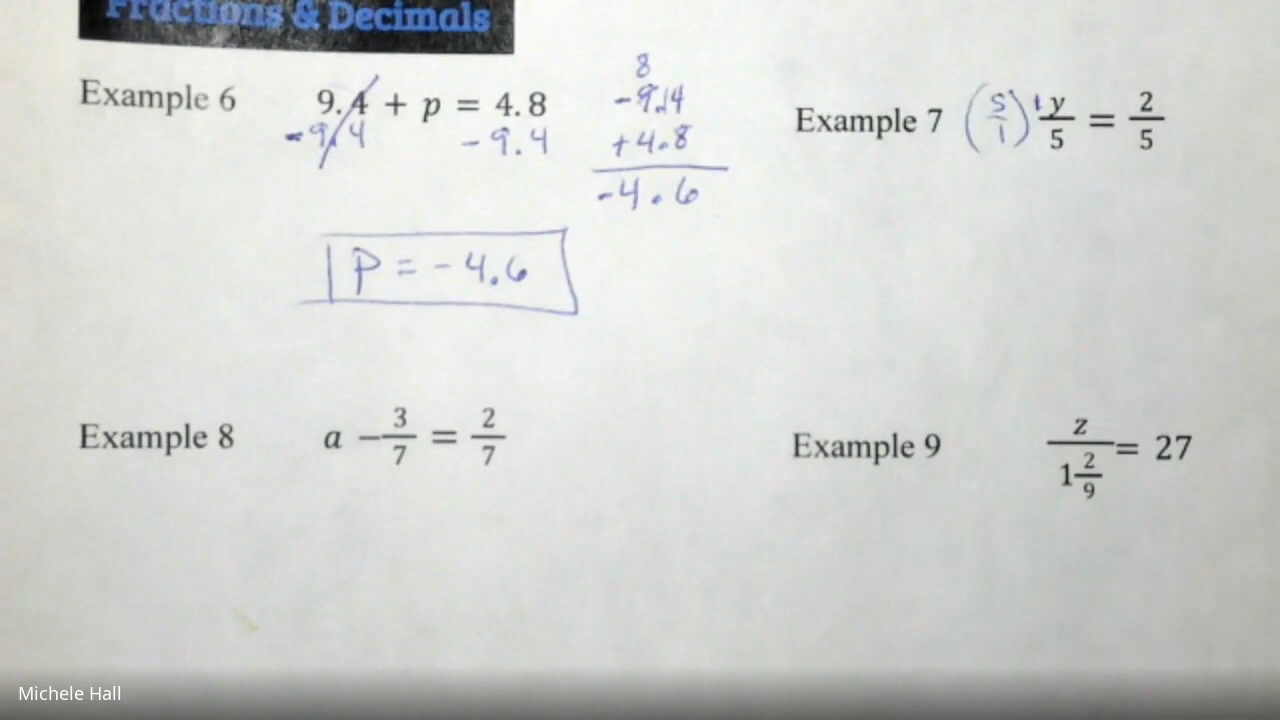 Fractions & Decimals
Example 6 9.4 + p = 4.8
-9.4 -9.4
8
-9.14
+4.8
-4.6
P = -4.6
Example 7 (5/1) 1 y/5 = 2/5
Example 8 a - 3/7 = 2/7
Example 9 z/1 2/9 = 27
Michele Hall